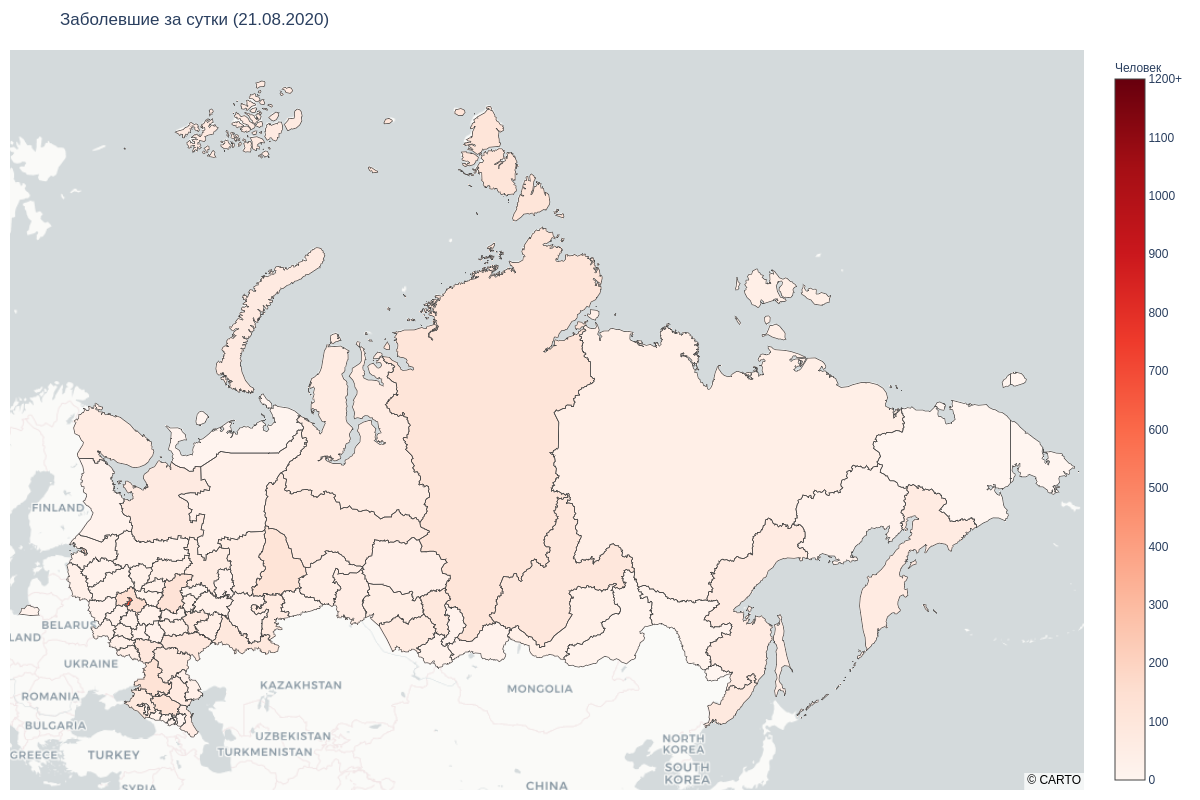 Заболевшие за сутки (21.08.2020)
Человек
1200+
1100
1000
900
800
700
600
500
400
300
200
100
0
FINLAND
BELARUS
LAND
UKRAINE
ROMANIA
BULGARIA
GREECE
TURKEY
SYRIA
KAZAKHSTAN
UZBEKISTAN
TURKMENISTAN
MONGOLIA
CHINA
NORTH
KOREA
SOUTH
KOREA
© CARTO